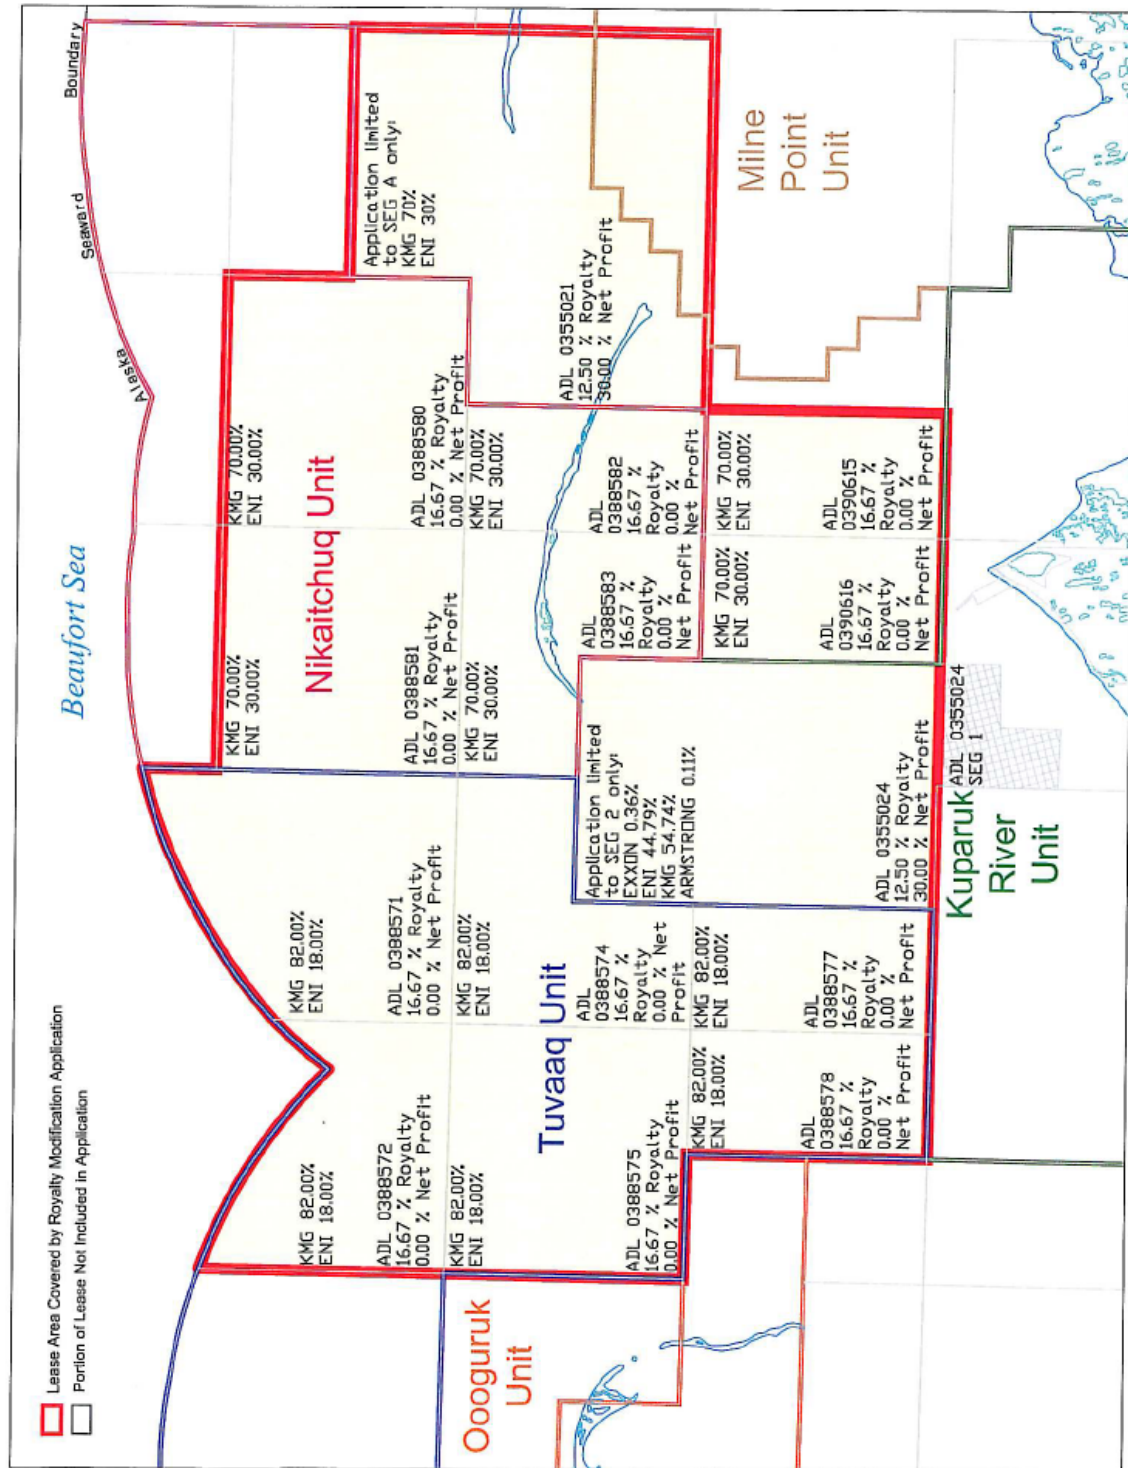 Lease Area Covered by Royalty Modification Application
Portion of Lease Not Included in Application
Beaufort Sea
Alaska
Seaward
Boundary
KMG 82.00%
ENI 18.00%
ADL 0388572
16.67 % Royalty
0.00 % Net Profit
KMG 82.00%
ENI 18.00%
ADL 0388575
16.67 % Royalty
0.00 % Net Profit
KMG 82.00%
ENI 18.00%
ADL 0388571
16.67 % Royalty
0.00 % Net Profit
KMG 82.00%
ENI 18.00%
Tuvaaq Unit
ADL
0388574
16.67 %
Royalty
0.00 % Net
Profit
KMG 82.00%
ENI 18.00%
ADL
0388578
16.67 %
Royalty
0.00 %
Net Profit
KMG 82.00%
ENI 18.00%
ADL
0388577
16.67 %
Royalty
0.00 %
Net Profit
Oooguruk
Unit
KMG 70.00%
ENI 30.00%
KMG 70.00%
ENI 30.00%
Nikaitchuq Unit
ADL 0388581
16.67 % Royalty
0.00 % Net Profit
KMG 70.00%
ENI 30.00%
ADL 0388580
16.67 % Royalty
0.00 % Net Profit
KMG 70.00%
ENI 30.00%
Application limited
to SEG A only:
KMG 70%
ENI 30%
ADL 0355021
12.50 % Royalty
30.00 % Net Profit
ADL
0388583
16.67 %
Royalty
0.00 %
Net Profit
ADL
0388582
16.67 %
Royalty
0.00 %
Net Profit
Application limited
to SEG 2 only:
EXXON 0.36%
ENI 44.79%
KMG 54.74%
ARMSTRONG 0.11%
ADL 0355024
12.50 % Royalty
30.00 % Net Profit
KMG 70.00%
ENI 30.00%
ADL
0390616
16.67 %
Royalty
0.00 %
Net Profit
KMG 70.00%
ENI 30.00%
ADL
0390615
16.67 %
Royalty
0.00 %
Net Profit
Milne
Point
Unit
ADL 0355024
SEG 1
Kuparuk
River
Unit